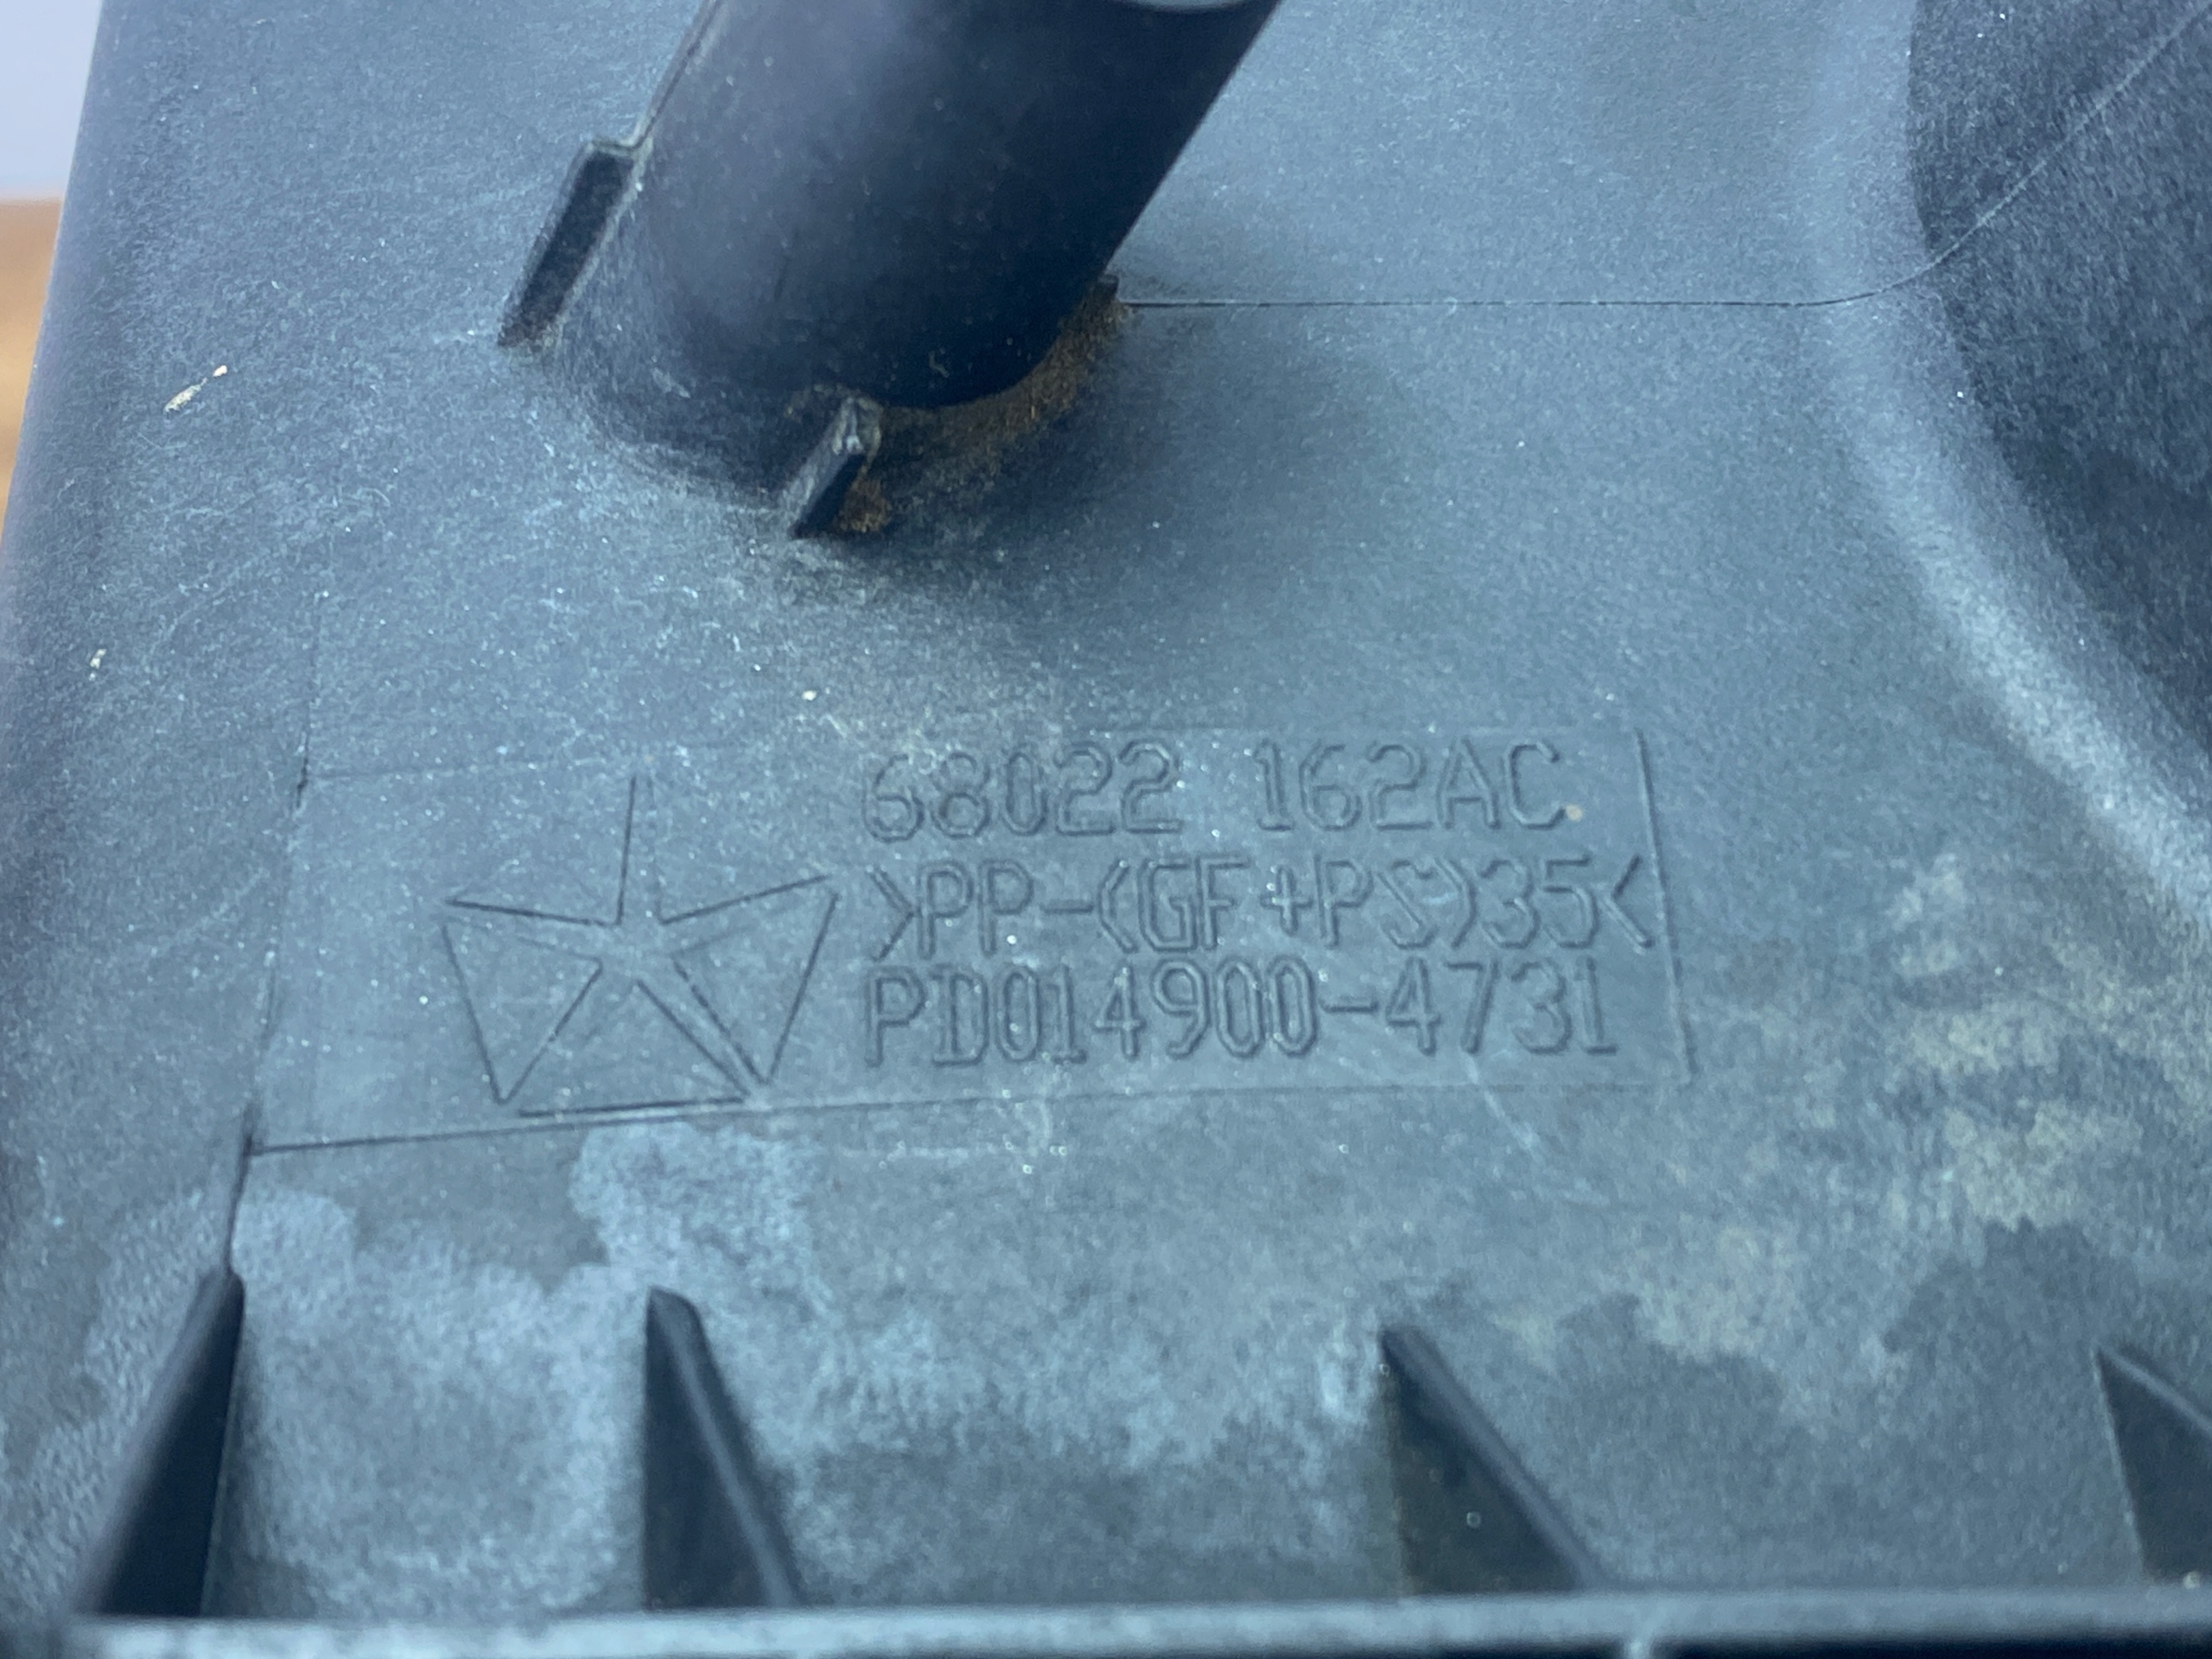 68022 162AC
>PP-(GF+PS)35<
PD014900-4731